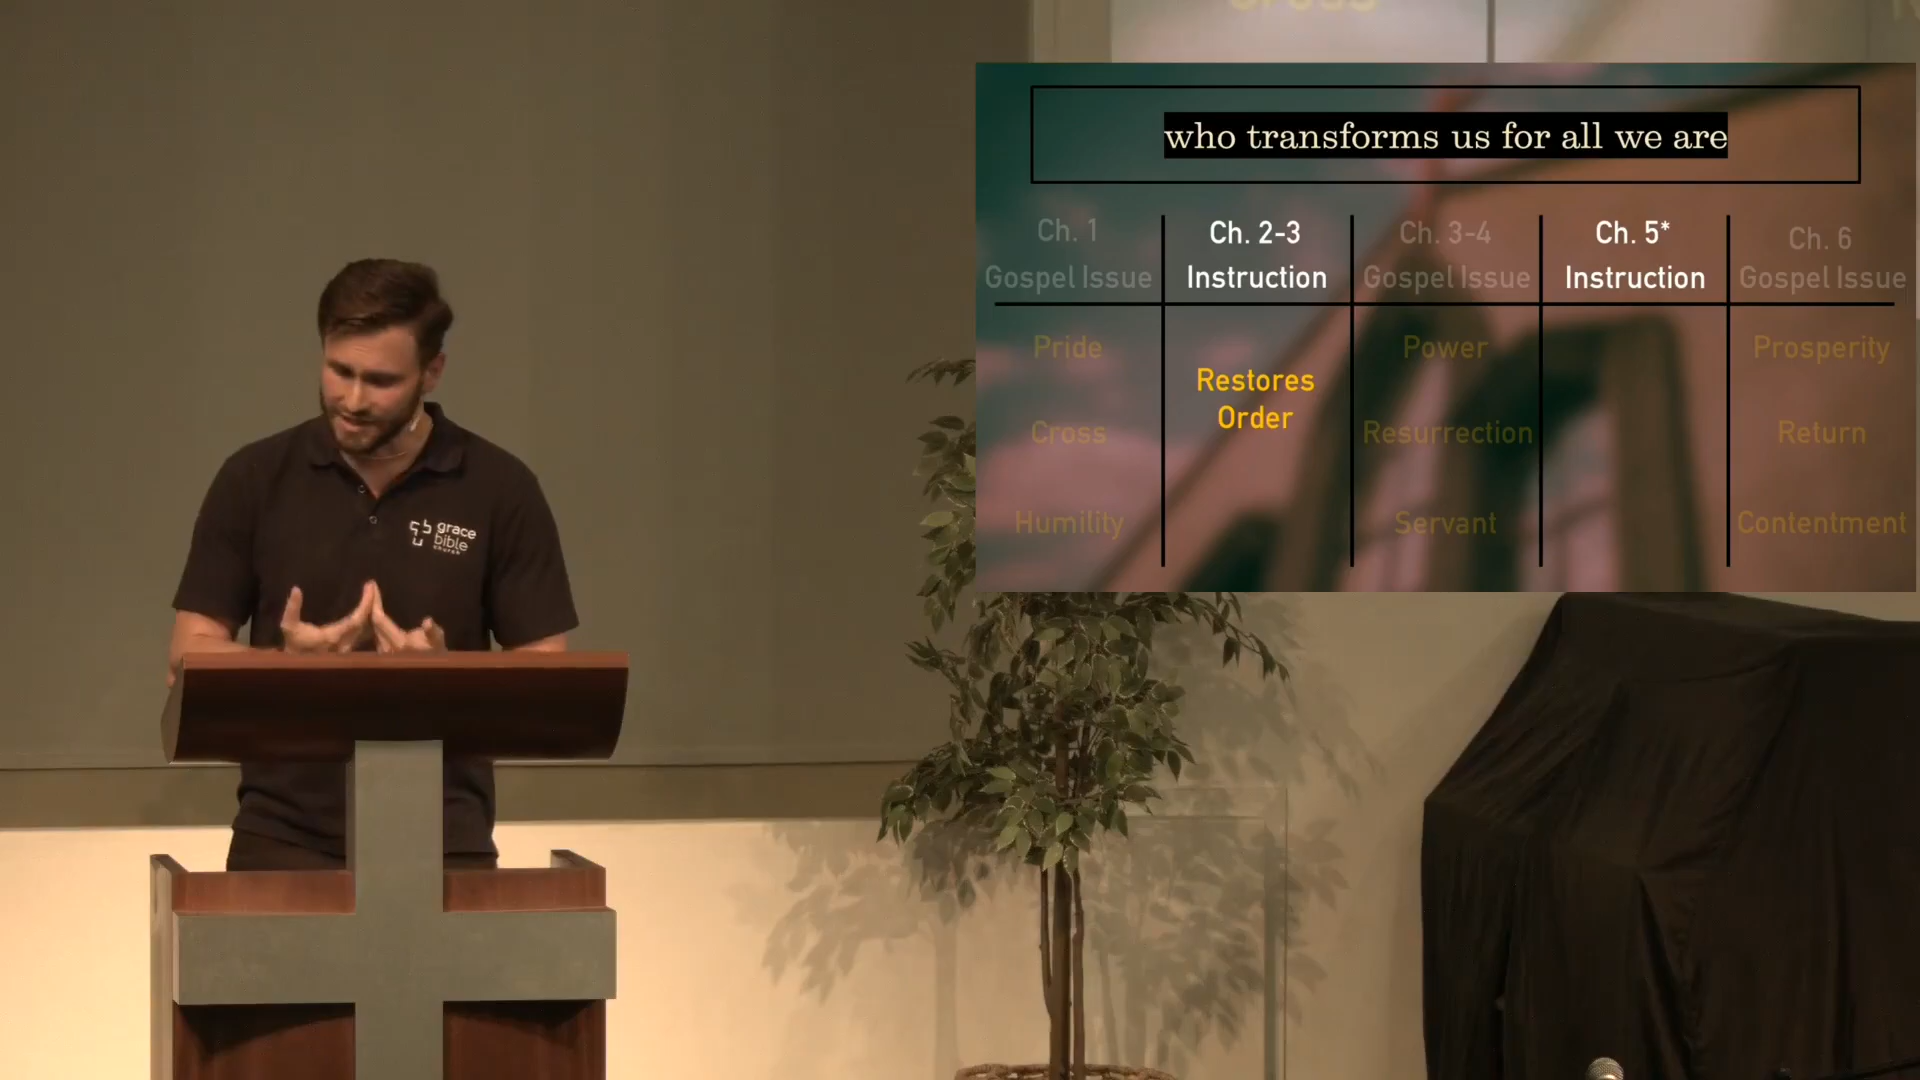 Cross
who transforms us for all we are
Ch. 1
Gospel Issue
Ch. 2-3
Instruction
Ch. 3-4
Gospel Issue
Ch. 5*
Instruction
Ch. 6
Gospel Issue
Pride
Cross
Humility
Restores
Order
Power
Resurrection
Servant
Prosperity
Return
Contentment
grace
bible
church